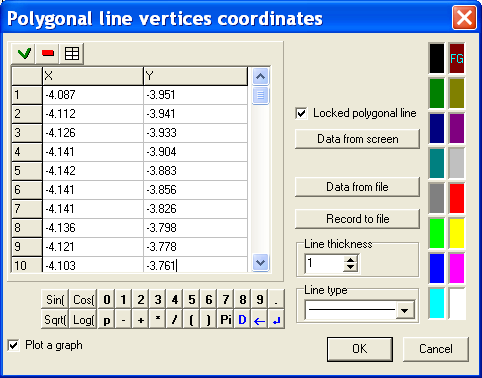 Polygonal line vertices coordinates
X Y
1 -4.087 -3.951
2 -4.112 -3.941
3 -4.126 -3.933
4 -4.141 -3.904
5 -4.142 -3.883
6 -4.141 -3.856
7 -4.141 -3.826
8 -4.136 -3.798
9 -4.121 -3.778
10 -4.103 -3.761
FG
Locked polygonal line
Data from screen
Data from file
Record to file
Line thickness
1
Line type
Sin( Cos( 0 1 2 3 4 5 6 7 8 9 .
Sqrt( Log( p - + * / ( ) Pi D ← ↵
Plot a graph
OK Cancel